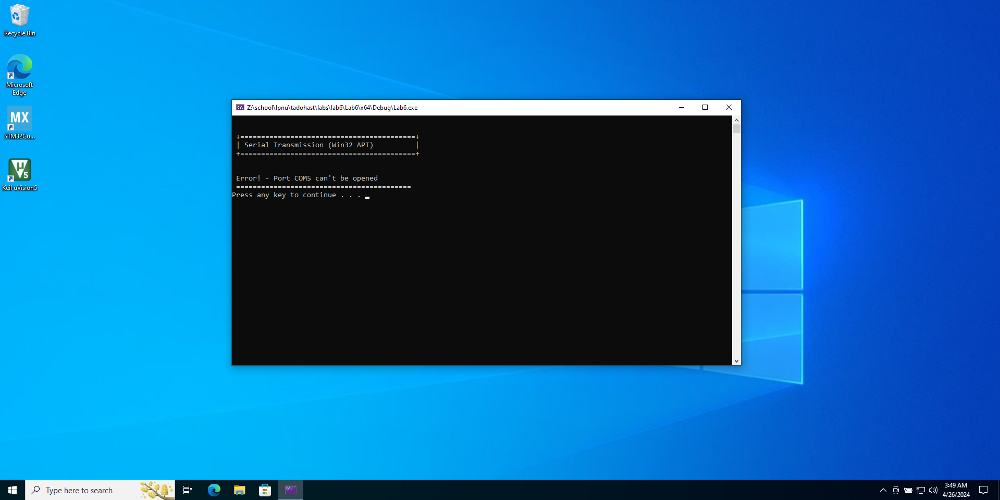 Recycle Bin
Microsoft
Edge
MX
STM32Cu...
μ
V5
Keil uVision5
C:\
Z:\school\lpnu\tadohast\labs\lab6\Lab6\x64\Debug\Lab6.exe
+==========================================+
| Serial Transmission (Win32 API)          |
+==========================================+
Error! - Port COM5 can't be opened
==========================================
Press any key to continue . . .
Type here to search
3:49 AM
4/26/2024